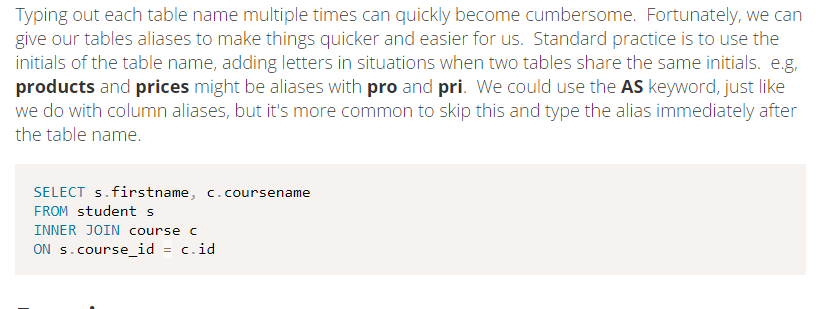 Typing out each table name multiple times can quickly become cumbersome.  Fortunately, we can
give our tables aliases to make things quicker and easier for us.  Standard practice is to use the
initials of the table name, adding letters in situations when two tables share the same initials.  e.g,
products and prices might be aliases with pro and pri.  We could use the AS keyword, just like
we do with column aliases, but it's more common to skip this and type the alias immediately after
the table name.
SELECT s.firstname, c.coursename
FROM student s
INNER JOIN course c
ON s.course_id = c.id